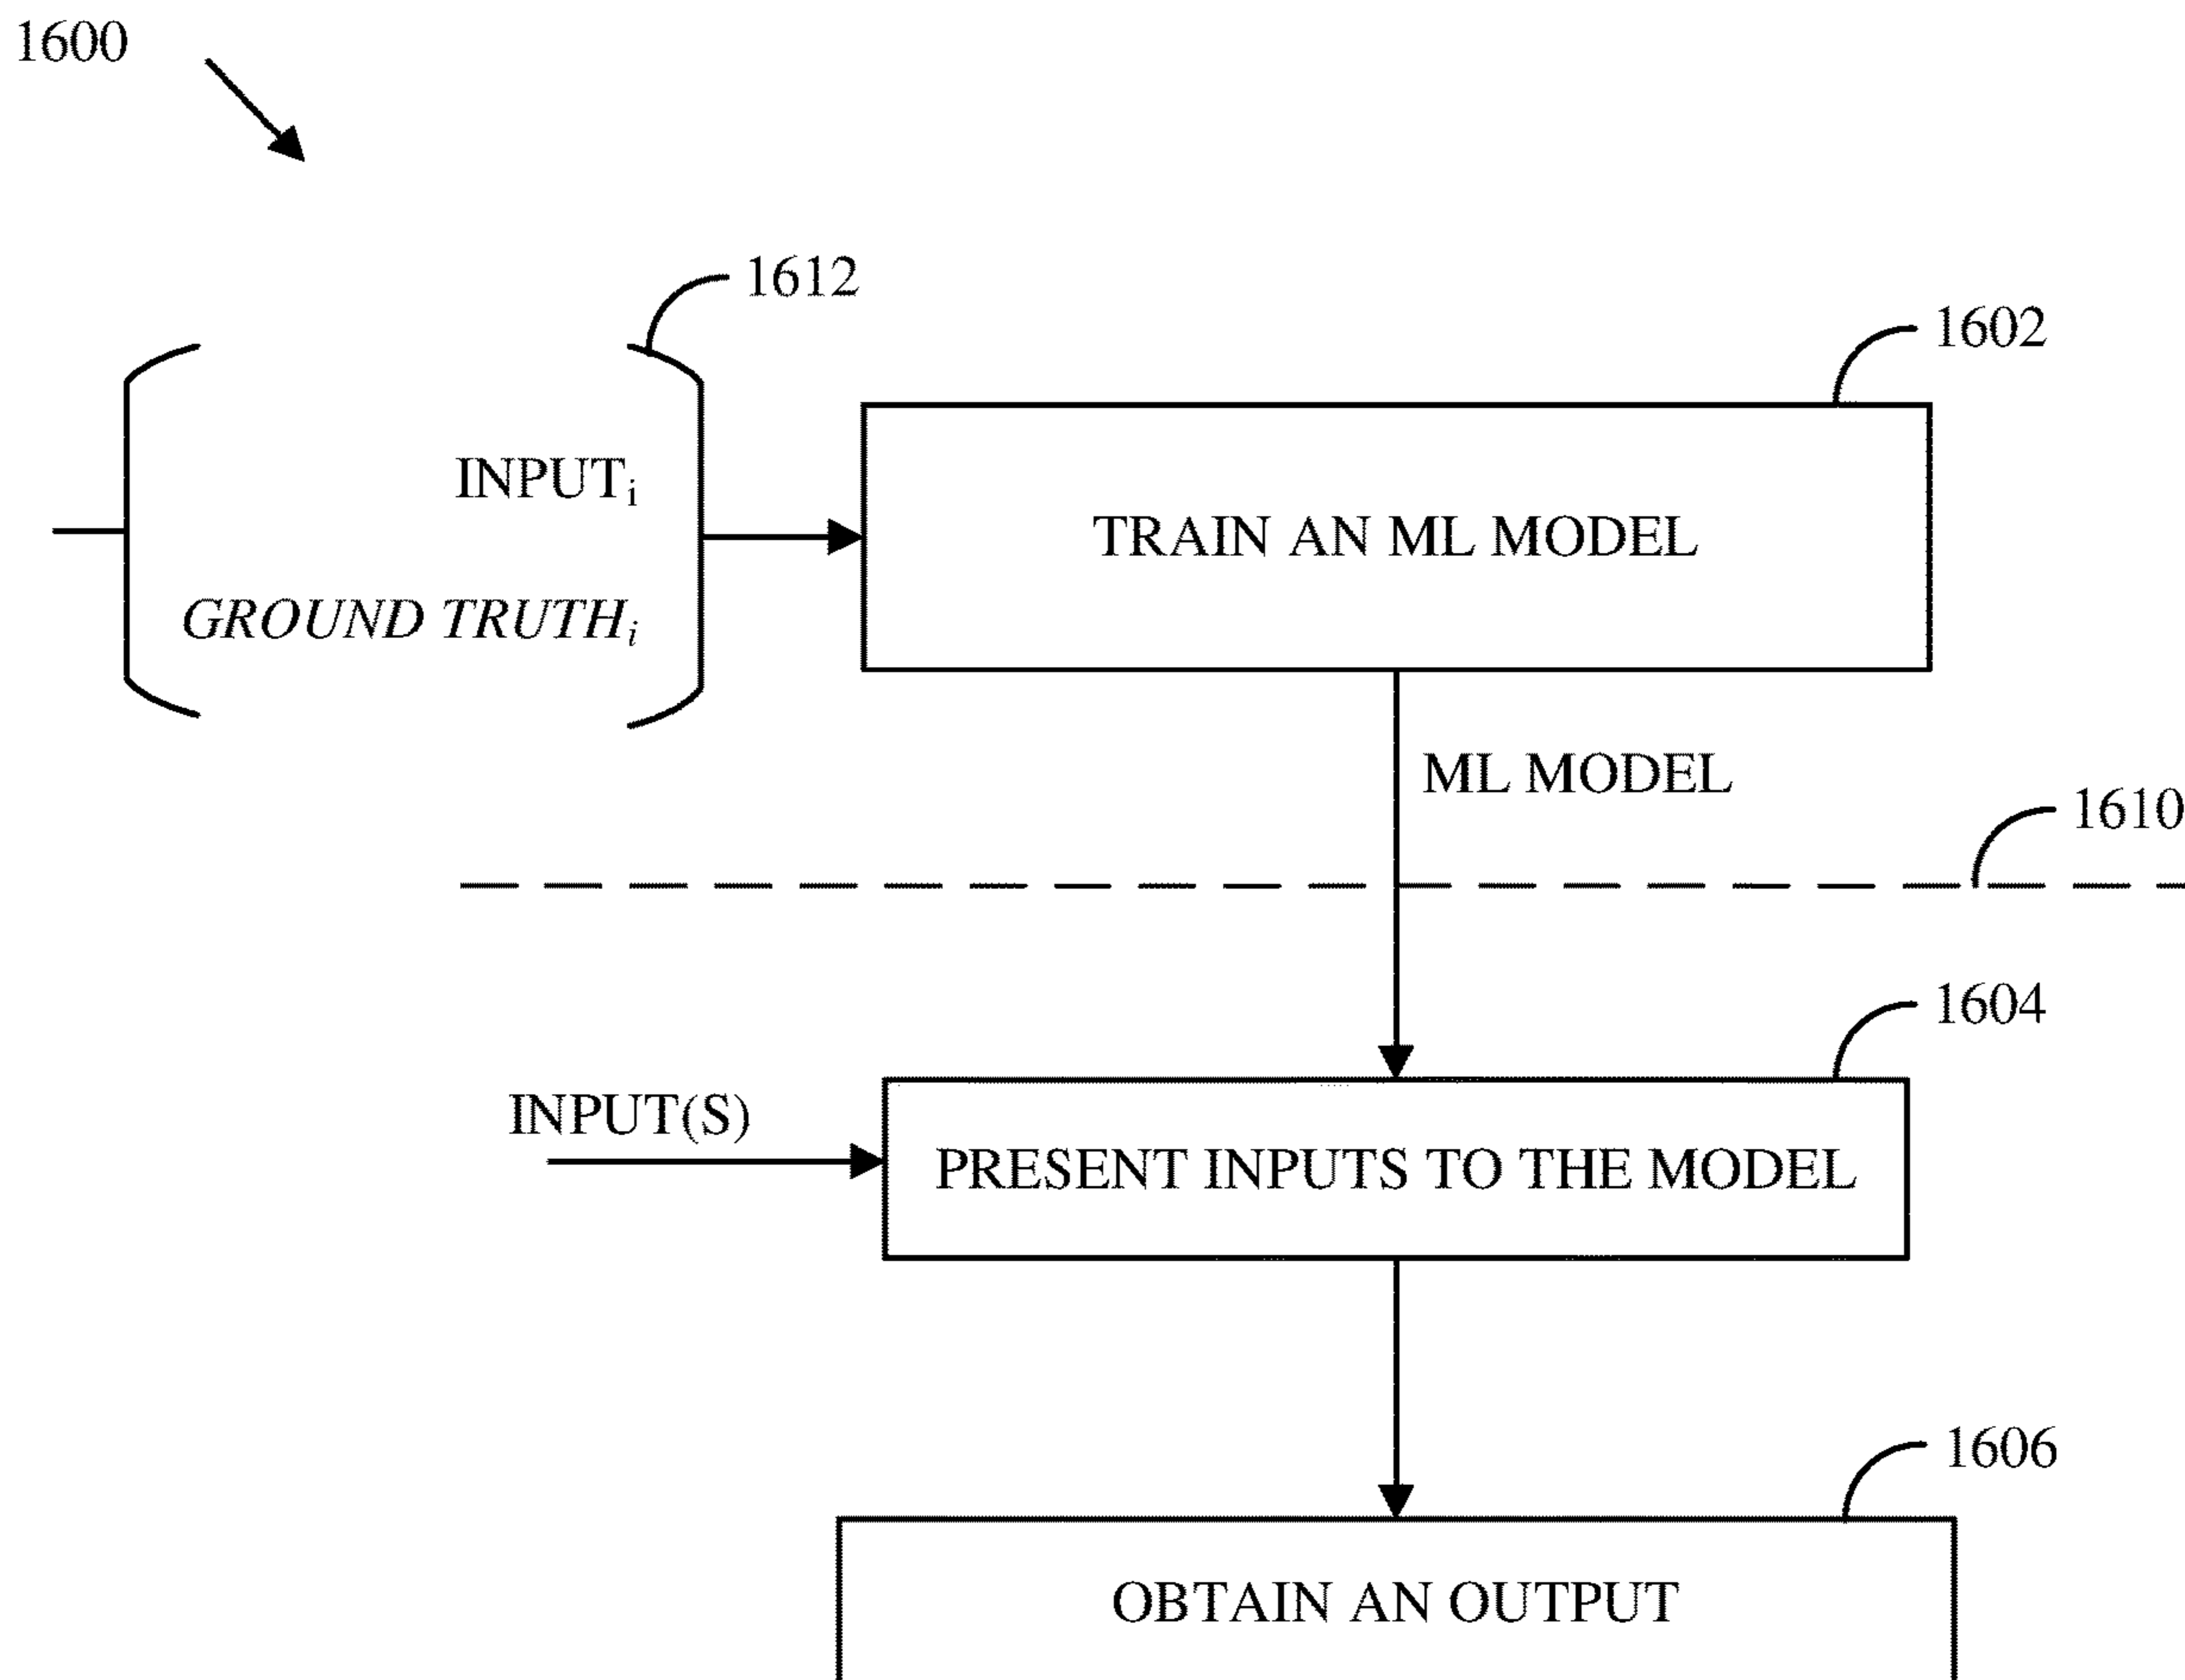 1600
1612
1602
INPUTᵢ
TRAIN AN ML MODEL
GROUND TRUTHᵢ
ML MODEL
1610
1604
INPUT(S)
PRESENT INPUTS TO THE MODEL
1606
OBTAIN AN OUTPUT